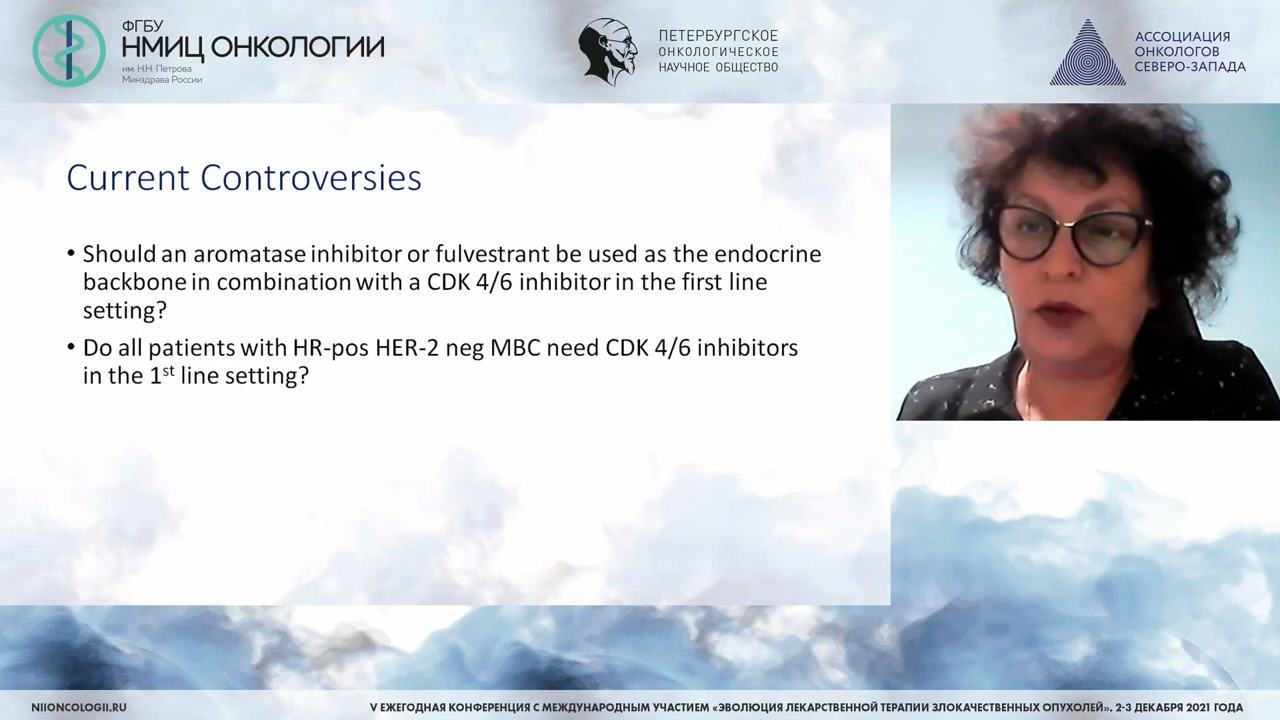 ФГБУ
НМИЦ ОНКОЛОГИИ
им. Н.Н. Петрова
Минздрава России
ПЕТЕРБУРГСКОЕ
ОНКОЛОГИЧЕСКОЕ
НАУЧНОЕ ОБЩЕСТВО
АССОЦИАЦИЯ
ОНКОЛОГОВ
СЕВЕРО-ЗАПАДА
Current Controversies
• Should an aromatase inhibitor or fulvestrant be used as the endocrine
backbone in combination with a CDK 4/6 inhibitor in the first line
setting?
• Do all patients with HR-pos HER-2 neg MBC need CDK 4/6 inhibitors
in the 1st line setting?
NIIONCOLOGII.RU
V ЕЖЕГОДНАЯ КОНФЕРЕНЦИЯ С МЕЖДУНАРОДНЫМ УЧАСТИЕМ «ЭВОЛЮЦИЯ ЛЕКАРСТВЕННОЙ ТЕРАПИИ ЗЛОКАЧЕСТВЕННЫХ ОПУХОЛЕЙ». 2-3 ДЕКАБРЯ 2021 ГОДА